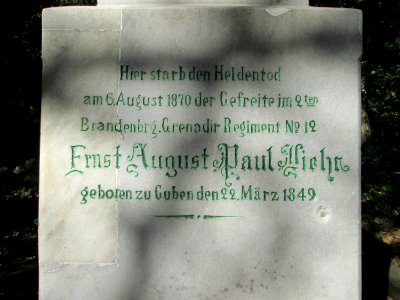 Hier starb den Heldentod
am 6. August 1870 der Gefreite im 2ten
Brandenbrg. Grenadir Regiment No 12
Ernst August Paul Liehr
geboren zu Guben den 22. März 1849